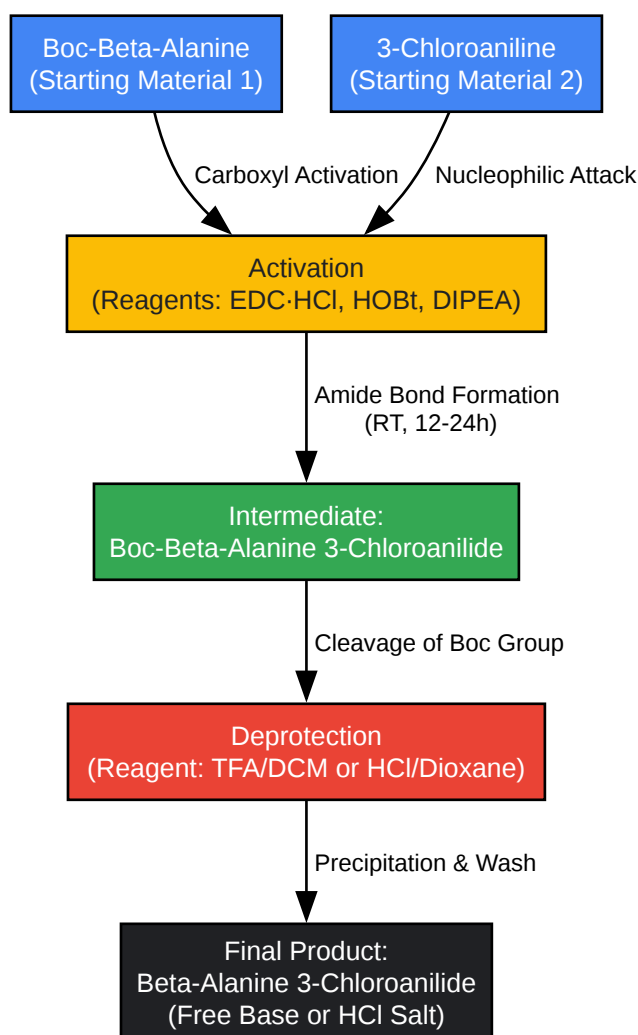 Boc-Beta-Alanine
(Starting Material 1)
3-Chloroaniline
(Starting Material 2)
Carboxyl Activation
Nucleophilic Attack
Activation
(Reagents: EDC·HCl, HOBt, DIPEA)
Amide Bond Formation
(RT, 12-24h)
Intermediate:
Boc-Beta-Alanine 3-Chloroanilide
Cleavage of Boc Group
Deprotection
(Reagent: TFA/DCM or HCl/Dioxane)
Precipitation & Wash
Final Product:
Beta-Alanine 3-Chloroanilide
(Free Base or HCl Salt)